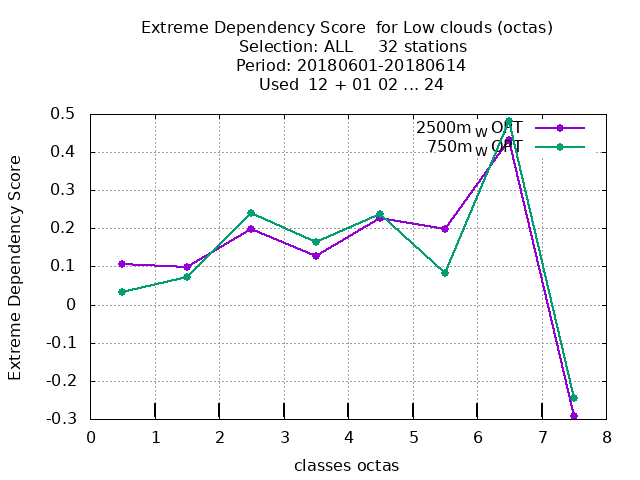 Extreme Dependency Score  for Low clouds (octas)
Selection: ALL     32 stations
Period: 20180601-20180614
Used  12 + 01 02 ... 24
2500m_W OPT
750m_W OPT
Extreme Dependency Score
0.5
0.4
0.3
0.2
0.1
0
-0.1
-0.2
-0.3
0 1 2 3 4 5 6 7 8
classes octas